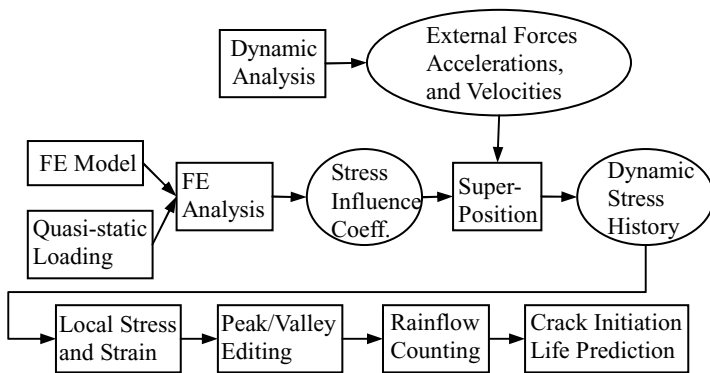 Dynamic
Analysis
External Forces
Accelerations,
and Velocities
FE Model
Quasi-static
Loading
FE
Analysis
Stress
Influence
Coeff.
Super-
Position
Dynamic
Stress
History
Local Stress
and Strain
Peak/Valley
Editing
Rainflow
Counting
Crack Initiation
Life Prediction